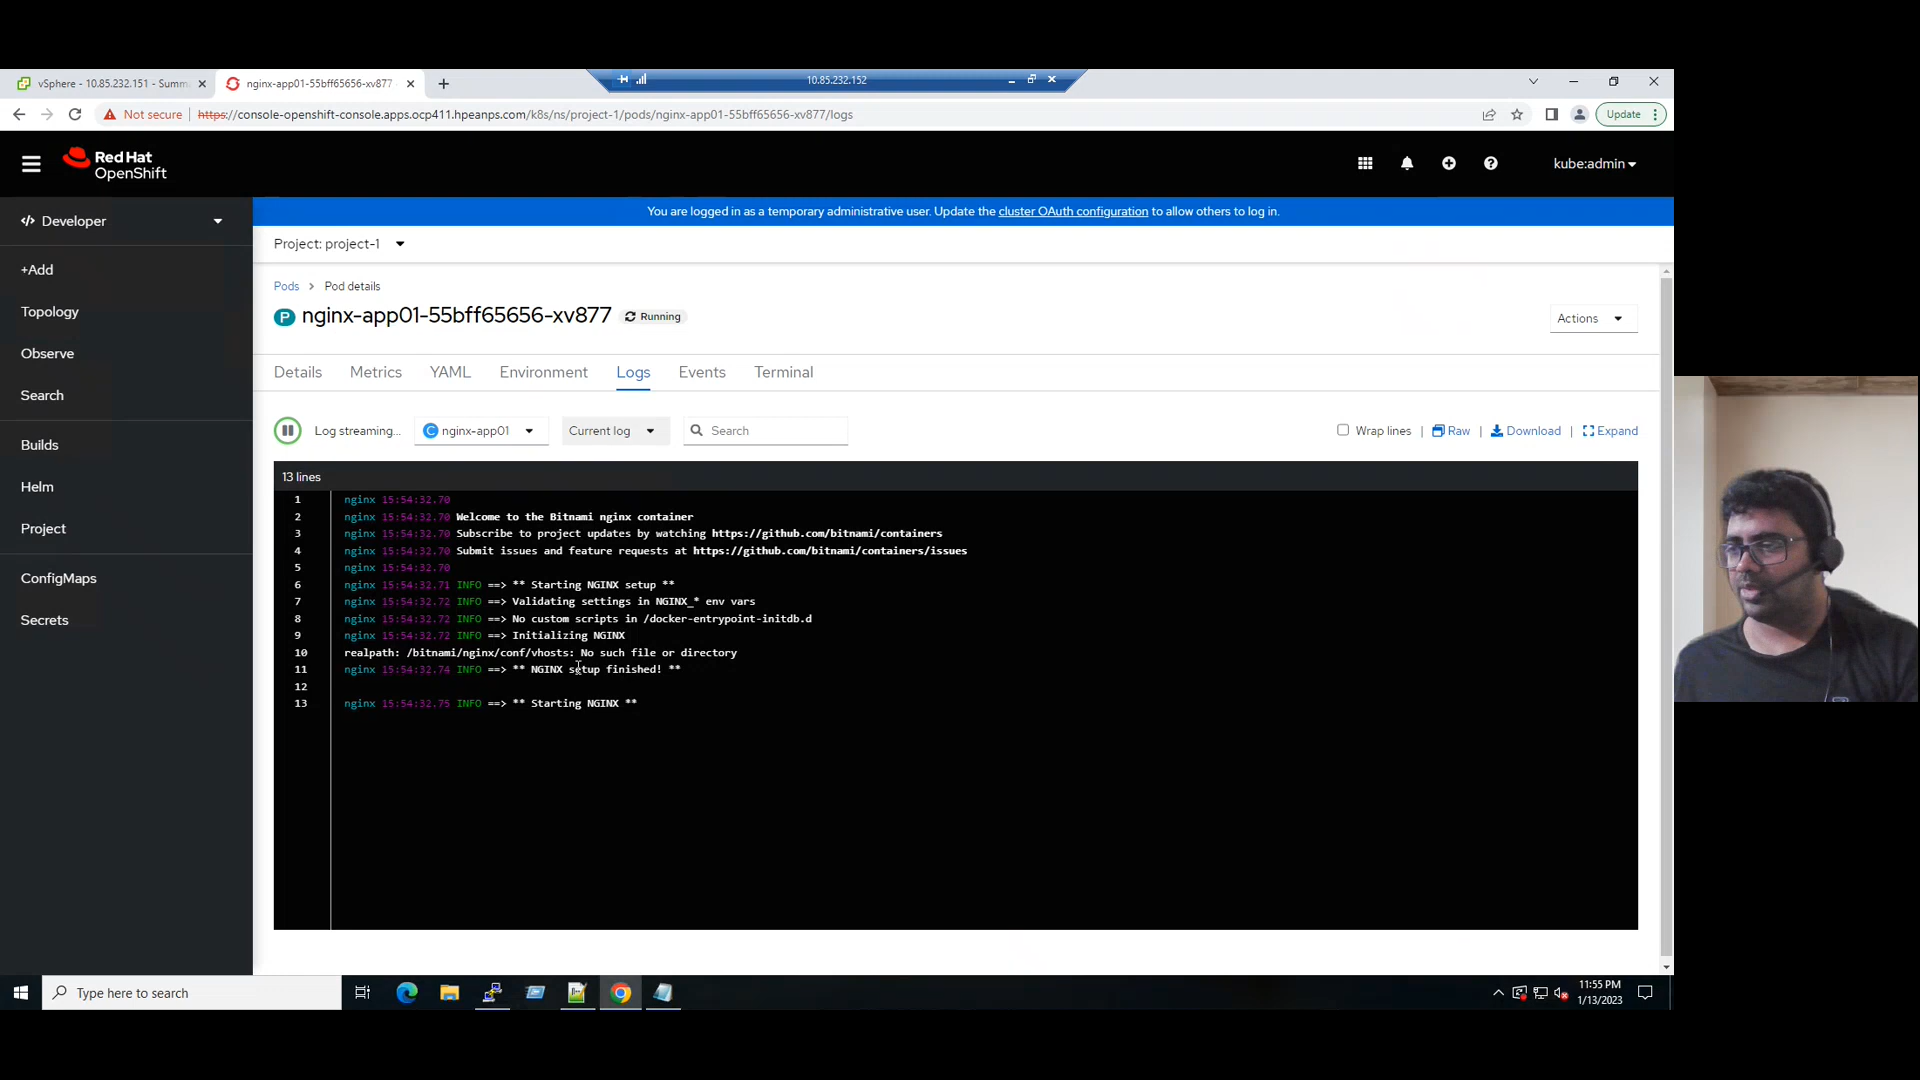 vSphere - 10.85.232.151 - Summ
nginx-app01-55bff65656-xv877
10.85.232.152
Not secure
https://console-openshift-console.apps.ocp411.hpeanps.com/k8s/ns/project-1/pods/nginx-app01-55bff65656-xv877/logs
Update
Red Hat
OpenShift
kube:admin
Developer
+Add
Topology
Observe
Search
Builds
Helm
Project
ConfigMaps
Secrets
You are logged in as a temporary administrative user. Update the cluster OAuth configuration to allow others to log in.
Project: project-1
Pods > Pod details
P nginx-app01-55bff65656-xv877 Running
Actions
Details Metrics YAML Environment Logs Events Terminal
Log streaming... C nginx-app01 Current log Search Wrap lines | Raw | Download | Expand
13 lines
1 nginx 15:54:32.70
2 nginx 15:54:32.70 Welcome to the Bitnami nginx container
3 nginx 15:54:32.70 Subscribe to project updates by watching https://github.com/bitnami/containers
4 nginx 15:54:32.70 Submit issues and feature requests at https://github.com/bitnami/containers/issues
5 nginx 15:54:32.70
6 nginx 15:54:32.71 INFO ==> ** Starting NGINX setup **
7 nginx 15:54:32.72 INFO ==> Validating settings in NGINX_* env vars
8 nginx 15:54:32.72 INFO ==> No custom scripts in /docker-entrypoint-initdb.d
9 nginx 15:54:32.72 INFO ==> Initializing NGINX
10 realpath: /bitnami/nginx/conf/vhosts: No such file or directory
11 nginx 15:54:32.74 INFO ==> ** NGINX setup finished! **
12
13 nginx 15:54:32.75 INFO ==> ** Starting NGINX **
Type here to search
11:55 PM
1/13/2023